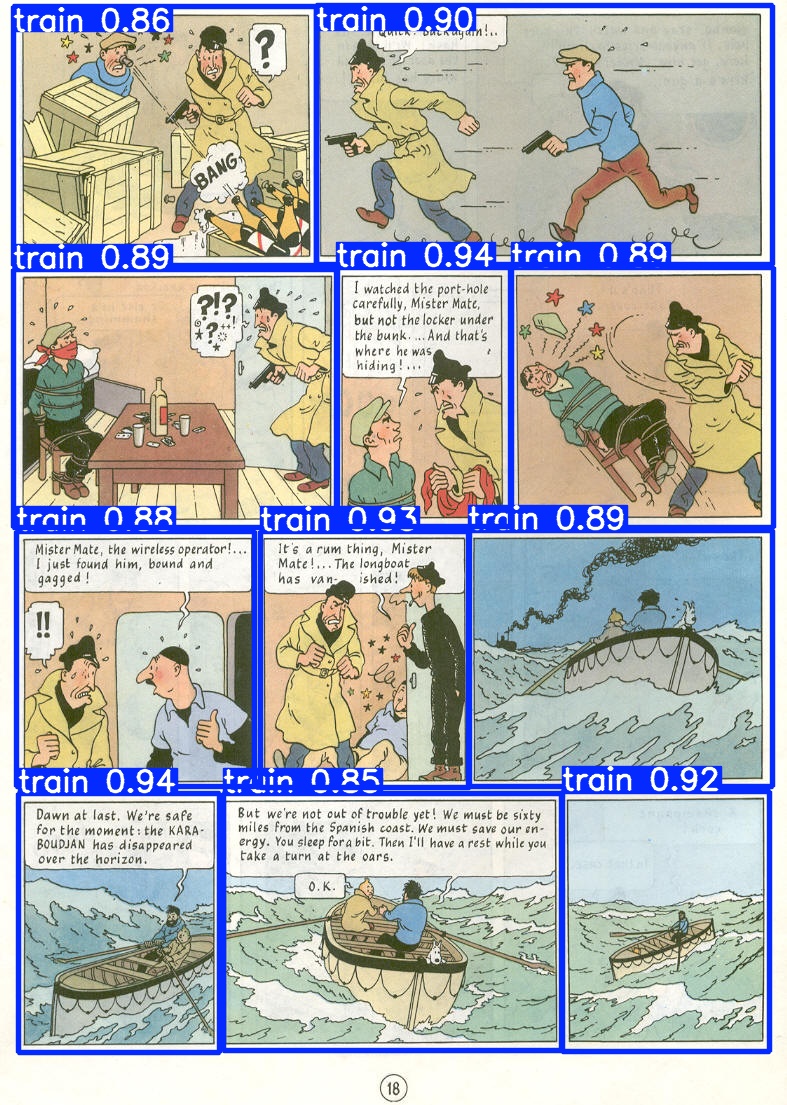 train 0.86
train 0.90
?
BANG
Quick! Back again!..
train 0.89
train 0.94
train 0.89
?!?
I watched the port-hole
carefully, Mister Mate,
but not the locker under
the bunk. ... And that's
where he was
hiding! ...
train 0.88
train 0.93
train 0.89
Mister Mate, the wireless operator!...
I just found him, bound and
gagged!
!!
It's a rum thing, Mister
Mate!... The longboat
has van- ished!
train 0.94
train 0.85
train 0.92
Dawn at last. We're safe
for the moment: the KARA-
BOUDJAN has disappeared
over the horizon.
But we're not out of trouble yet! We must be sixty
miles from the Spanish coast. We must save our en-
ergy. You sleep for a bit. Then I'll have a rest while you
take a turn at the oars.
O.K.
18